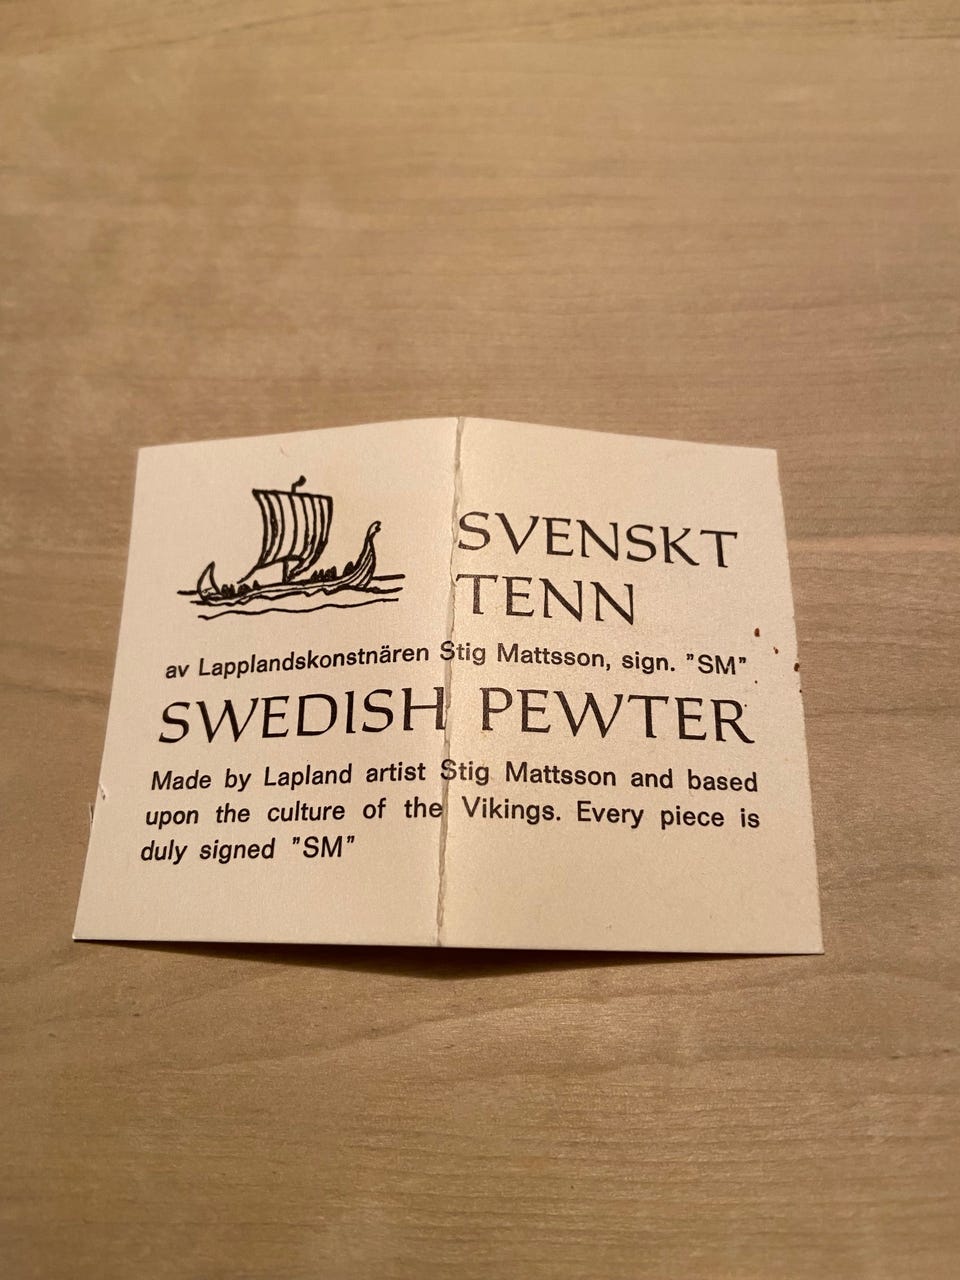 SVENSKT
TENN
av Lapplandskonstnären Stig Mattsson, sign. ”SM”
SWEDISH PEWTER
Made by Lapland artist Stig Mattsson and based
upon the culture of the Vikings. Every piece is
duly signed ”SM”